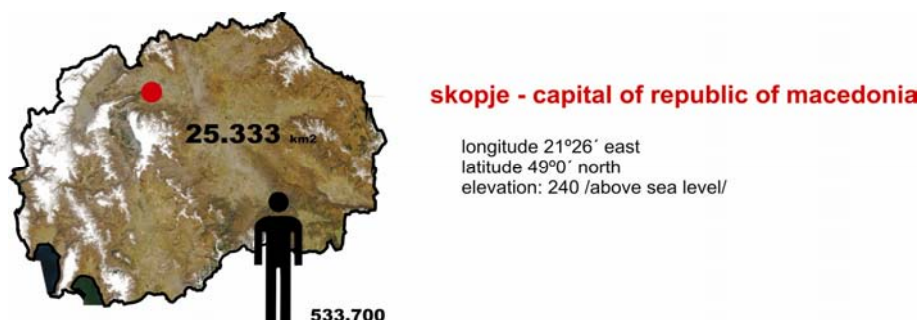 skopje - capital of republic of macedonia
25.333 km2
longitude 21º26´ east
latitude 49º0´ north
elevation: 240 /above sea level/
533.700